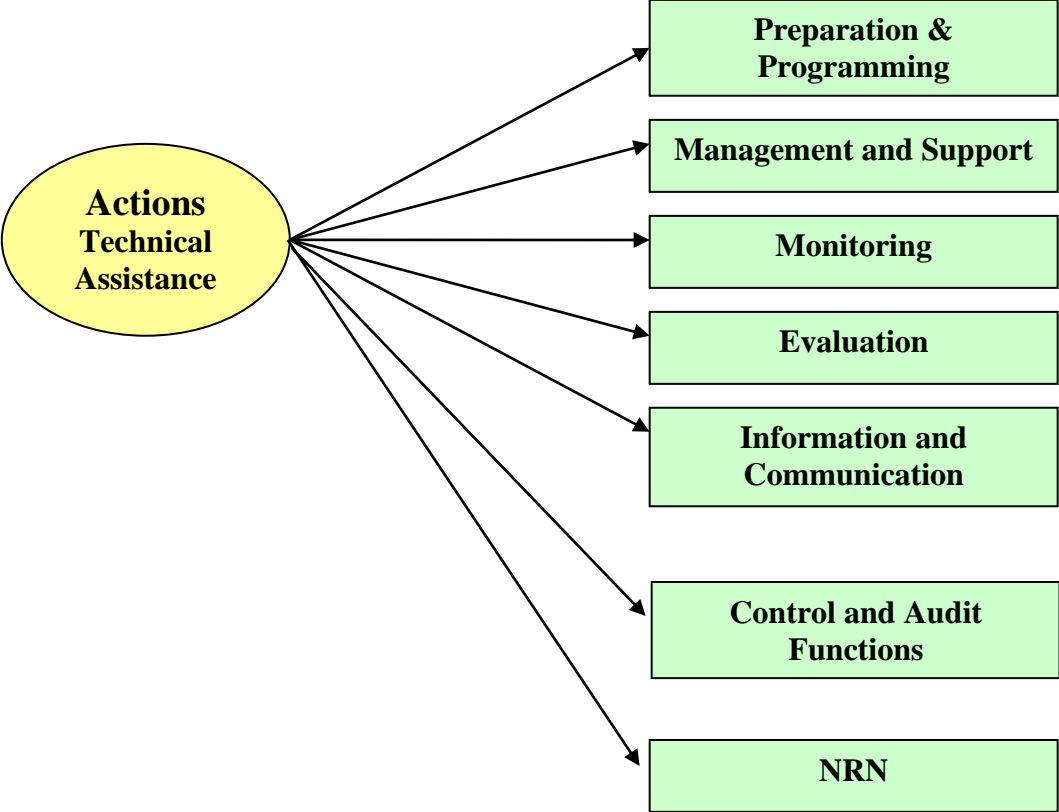 Preparation &
Programming
Management and Support
Actions
Technical
Assistance
Monitoring
Evaluation
Information and
Communication
Control and Audit
Functions
NRN